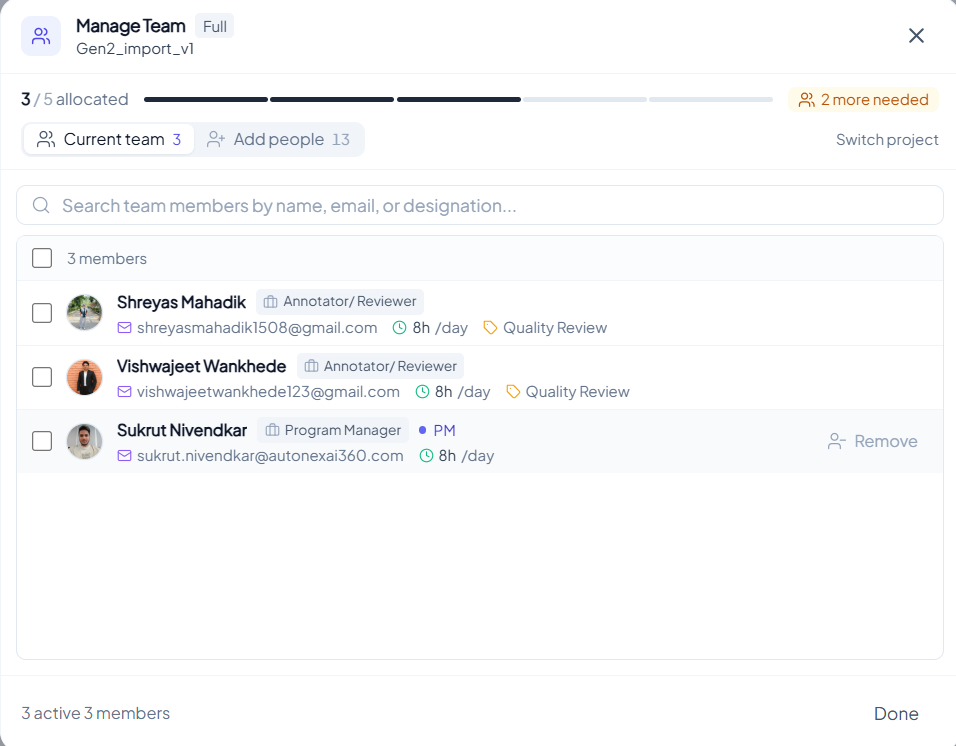 Manage Team Full
Gen2_import_v1
3 / 5 allocated 2 more needed
Current team 3 Add people 13 Switch project
Search team members by name, email, or designation...
3 members
Shreyas Mahadik Annotator/ Reviewer
shreyasmahadik1508@gmail.com 8h /day Quality Review
Vishwajeet Wankhede Annotator/ Reviewer
vishwajeetwankhede123@gmail.com 8h /day Quality Review
Sukrut Nivendkar Program Manager PM
sukrut.nivendkar@autonexai360.com 8h /day Remove
3 active 3 members Done